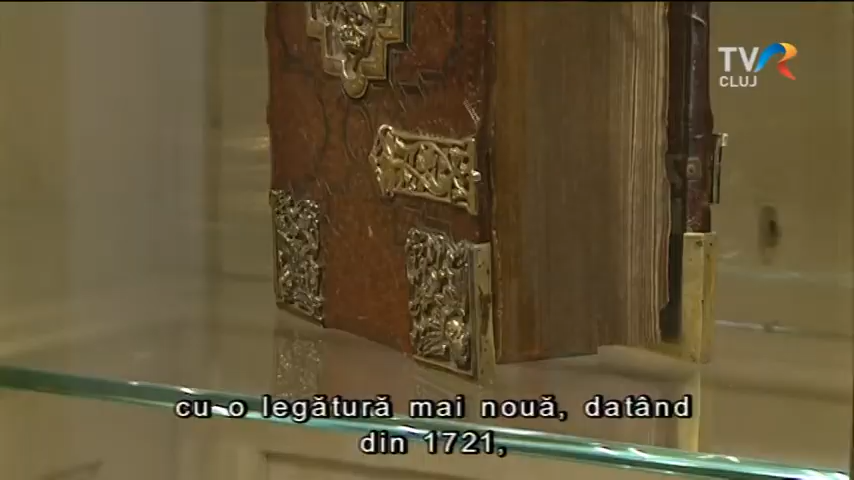 TVR
CLUJ
cu o legătură mai nouă, datând
din 1721,